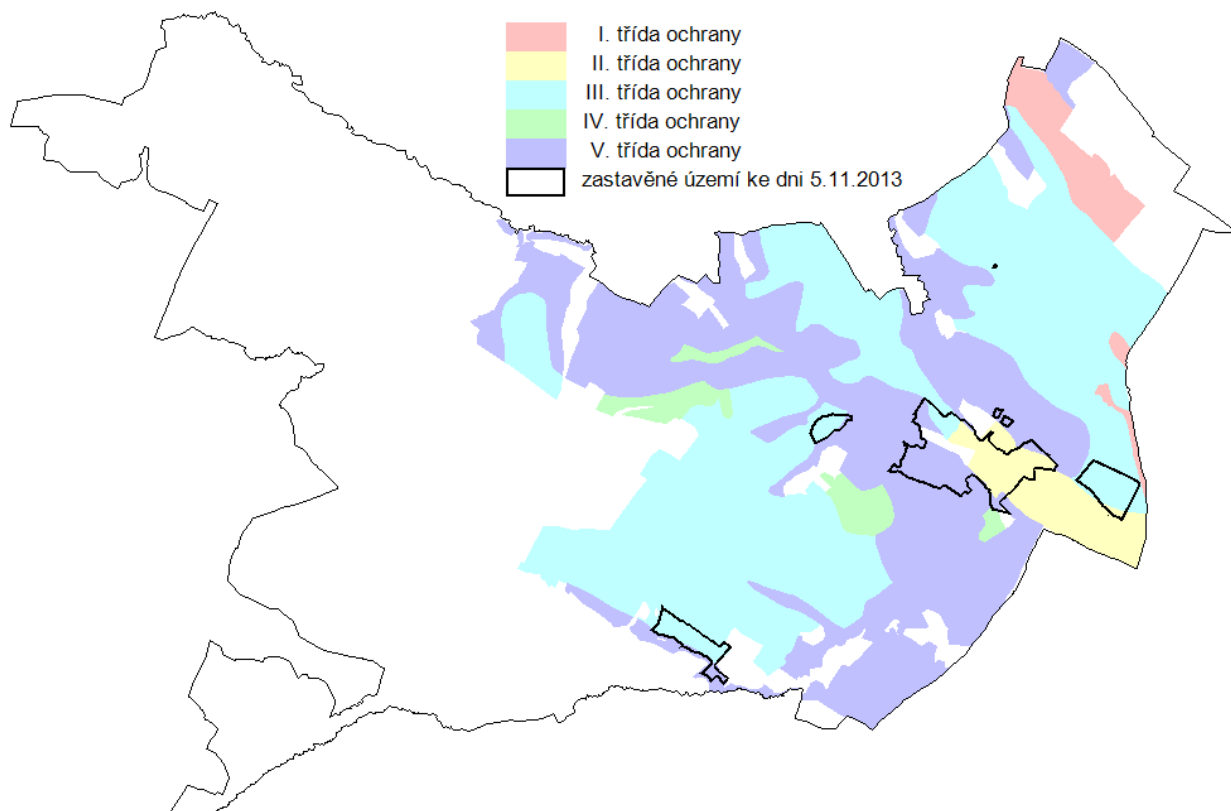 I. třída ochrany
II. třída ochrany
III. třída ochrany
IV. třída ochrany
V. třída ochrany
zastavěné území ke dni 5.11.2013